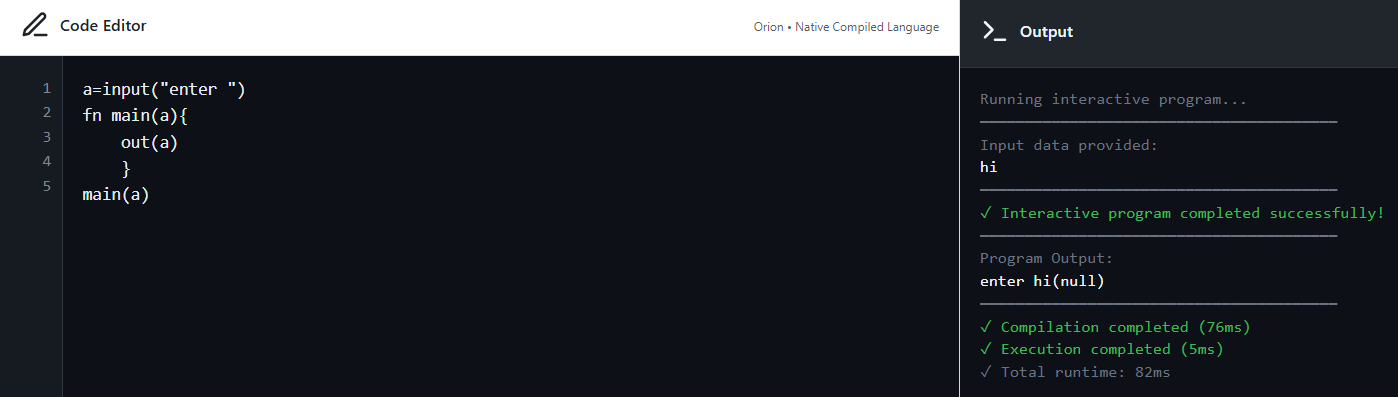 Code Editor
Orion • Native Compiled Language
1 a=input("enter ")
2 fn main(a){
3     out(a)
4     }
5 main(a)
Output
Running interactive program...
Input data provided:
hi
✓ Interactive program completed successfully!
Program Output:
enter hi(null)
✓ Compilation completed (76ms)
✓ Execution completed (5ms)
✓ Total runtime: 82ms